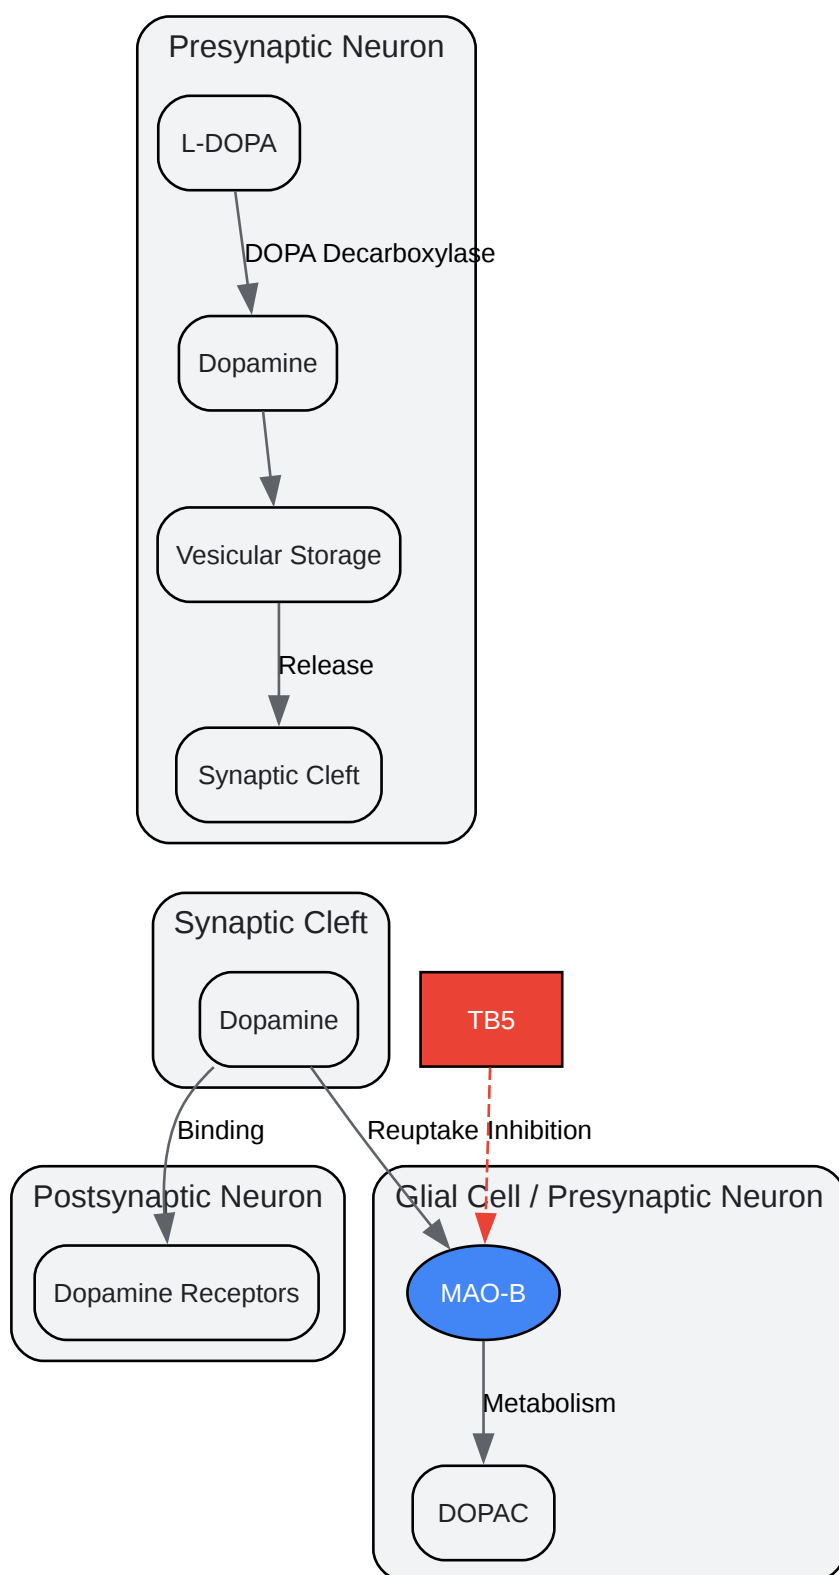 Presynaptic Neuron
L-DOPA
DOPA Decarboxylase
Dopamine
Vesicular Storage
Release
Synaptic Cleft
Synaptic Cleft
Dopamine
TB5
Binding
Reuptake
Inhibition
Postsynaptic Neuron
Glial Cell / Presynaptic Neuron
Dopamine Receptors
MAO-B
Metabolism
DOPAC